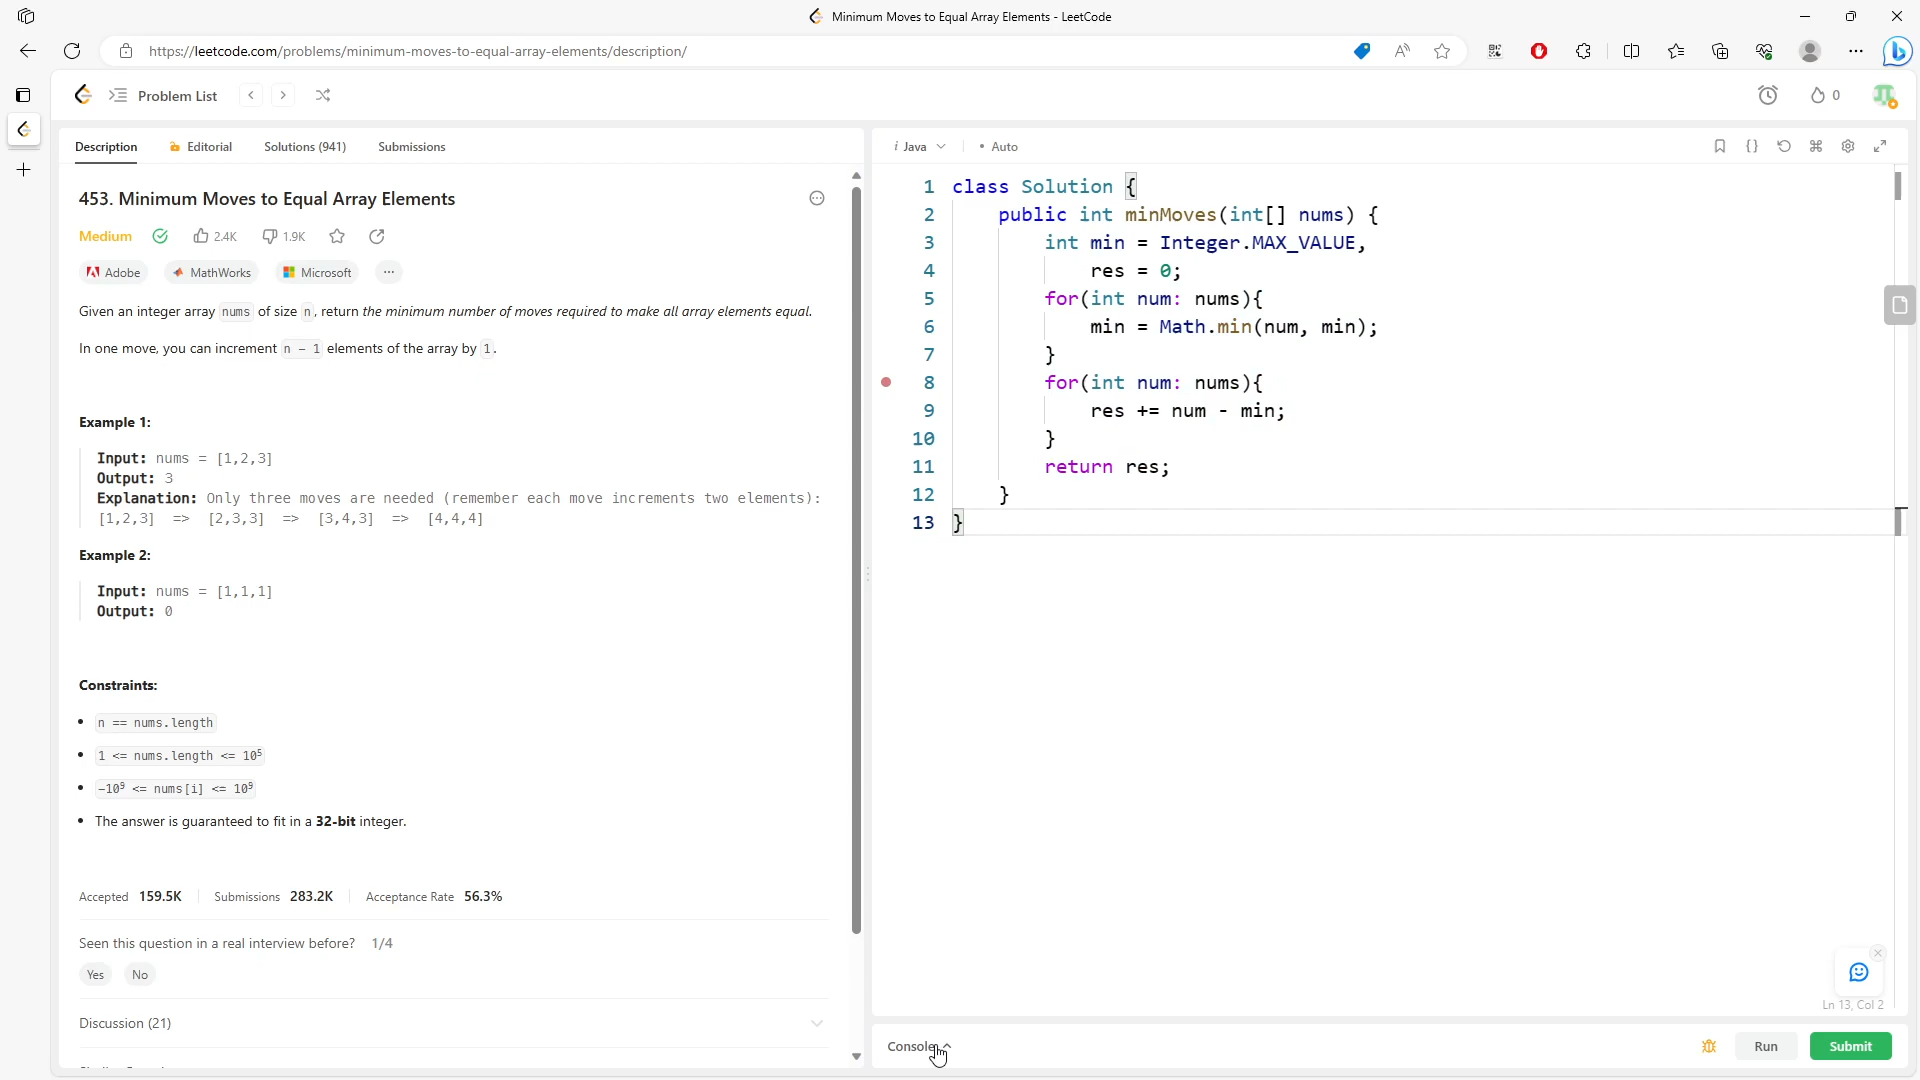 Minimum Moves to Equal Array Elements - LeetCode
https://leetcode.com/problems/minimum-moves-to-equal-array-elements/description/
Problem List
0
Description
Editorial
Solutions (941)
Submissions
453. Minimum Moves to Equal Array Elements
Medium
2.4K
1.9K
Adobe
MathWorks
Microsoft
Given an integer array nums of size n, return the minimum number of moves required to make all array elements equal.
In one move, you can increment n - 1 elements of the array by 1.
Example 1:
Input: nums = [1,2,3]
Output: 3
Explanation: Only three moves are needed (remember each move increments two elements):
[1,2,3]  =>  [2,3,3]  =>  [3,4,3]  =>  [4,4,4]
Example 2:
Input: nums = [1,1,1]
Output: 0
Constraints:
• n == nums.length
• 1 <= nums.length <= 10⁵
• -10⁹ <= nums[i] <= 10⁹
• The answer is guaranteed to fit in a 32-bit integer.
Accepted 159.5K
Submissions 283.2K
Acceptance Rate 56.3%
Seen this question in a real interview before? 1/4
Yes
No
Discussion (21)
i Java
• Auto
1 class Solution {
2     public int minMoves(int[] nums) {
3         int min = Integer.MAX_VALUE,
4             res = 0;
5         for(int num: nums){
6             min = Math.min(num, min);
7         }
8         for(int num: nums){
9             res += num - min;
10         }
11         return res;
12     }
13 }
Ln 13, Col 2
Console
Run
Submit